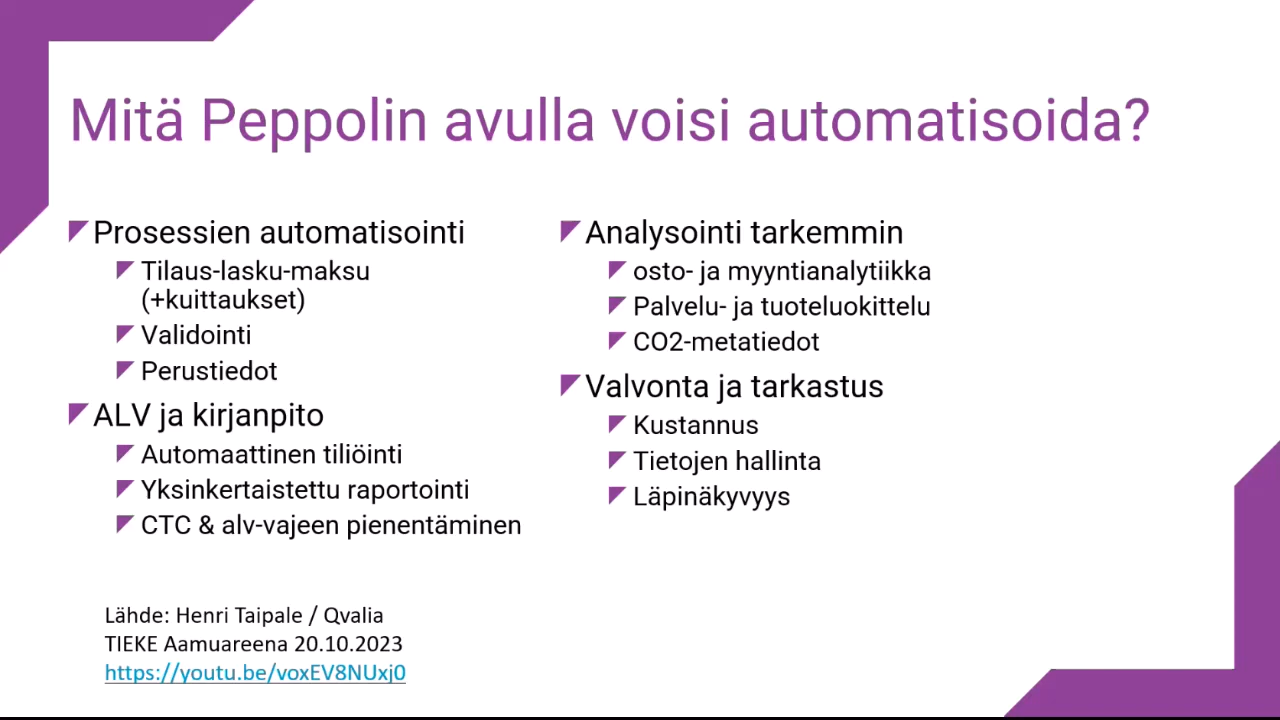 Mitä Peppolin avulla voisi automatisoida?
Prosessien automatisointi
Tilaus-lasku-maksu
(+kuittaukset)
Validointi
Perustiedot
ALV ja kirjanpito
Automaattinen tiliöinti
Yksinkertaistettu raportointi
CTC & alv-vajeen pienentäminen
Analysointi tarkemmin
osto- ja myyntianalytiikka
Palvelu- ja tuoteluokittelu
CO2-metatiedot
Valvonta ja tarkastus
Kustannus
Tietojen hallinta
Läpinäkyvyys
Lähde: Henri Taipale / Qvalia
TIEKE Aamuareena 20.10.2023
https://youtu.be/voxEV8NUxj0